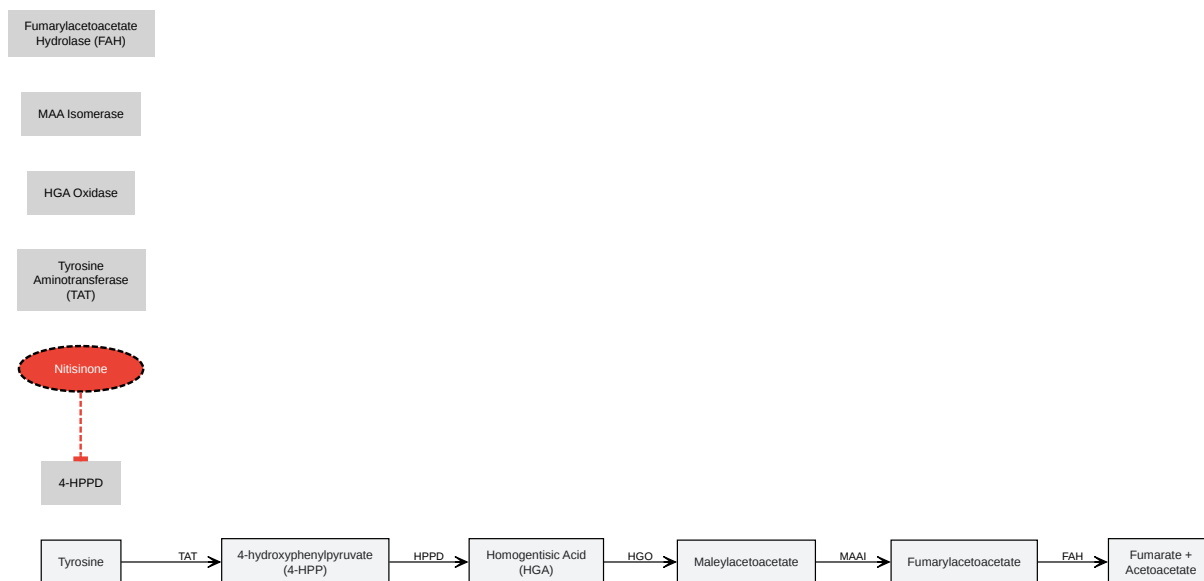 Fumarylacetoacetate
Hydrolase (FAH)
MAA Isomerase
HGA Oxidase
Tyrosine
Aminotransferase
(TAT)
Nitisinone
4-HPPD
Tyrosine
TAT
4-hydroxyphenylpyruvate
(4-HPP)
HPPD
Homogentisic Acid
(HGA)
HGO
Maleylacetoacetate
MAAI
Fumarylacetoacetate
FAH
Fumarate +
Acetoacetate